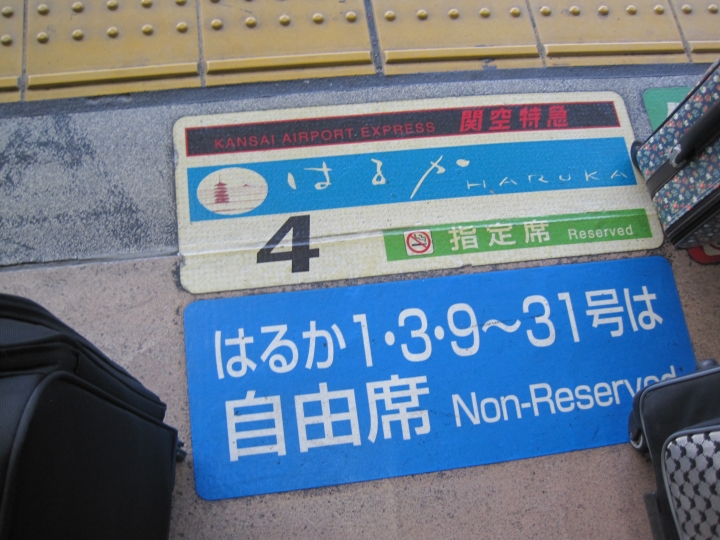 KANSAI AIRPORT EXPRESS 関空特急
はるか HARUKA
4 指定席 Reserved
はるか1・3・9～31号は
自由席 Non-Reserved